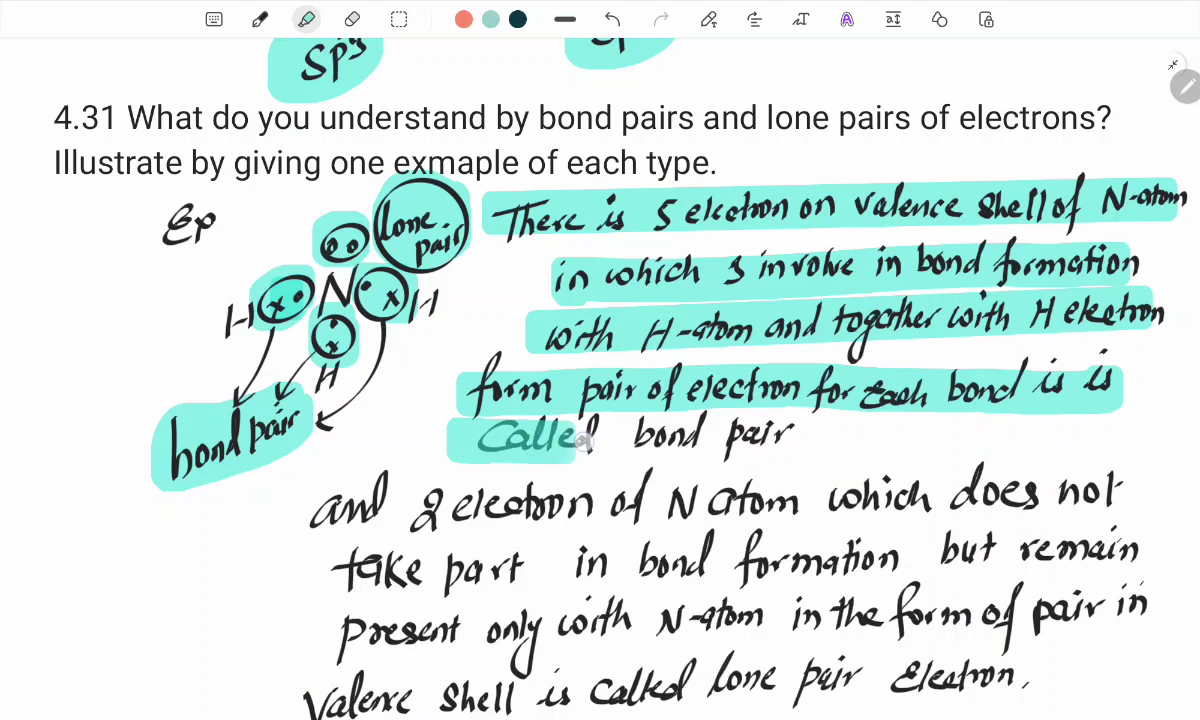 Sp3
4.31 What do you understand by bond pairs and lone pairs of electrons?
Illustrate by giving one exmaple of each type.
Ex
lone
pair
H N H
H
bond pair
There is 5 electron on valence shell of N-atom
in which 3 involve in bond formation
with H-atom and together with H electron
form pair of electron for each bond is is
Called bond pair
and 2 electron of N atom which does not
take part in bond formation but remain
present only with N-atom in the form of pair in
valence shell is called lone pair Electron.